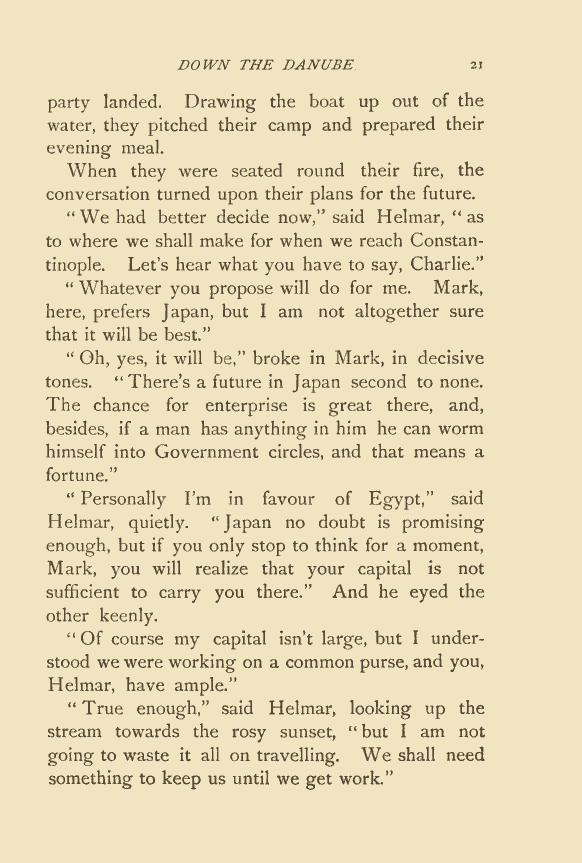 DOWN THE DANUBE 21
party landed. Drawing the boat up out of the
water, they pitched their camp and prepared their
evening meal.
When they were seated round their fire, the
conversation turned upon their plans for the future.
“We had better decide now,” said Helmar, “as
to where we shall make for when we reach Constan-
tinople. Let's hear what you have to say, Charlie.”
“Whatever you propose will do for me. Mark,
here, prefers Japan, but I am not altogether sure
that it will be best.”
“Oh, yes, it will be,” broke in Mark, in decisive
tones. “There's a future in Japan second to none.
The chance for enterprise is great there, and,
besides, if a man has anything in him he can worm
himself into Government circles, and that means a
fortune.”
“Personally I'm in favour of Egypt,” said
Helmar, quietly. “Japan no doubt is promising
enough, but if you only stop to think for a moment,
Mark, you will realize that your capital is not
sufficient to carry you there.” And he eyed the
other keenly.
“Of course my capital isn't large, but I under-
stood we were working on a common purse, and you,
Helmar, have ample.”
“True enough,” said Helmar, looking up the
stream towards the rosy sunset, “but I am not
going to waste it all on travelling. We shall need
something to keep us until we get work.”